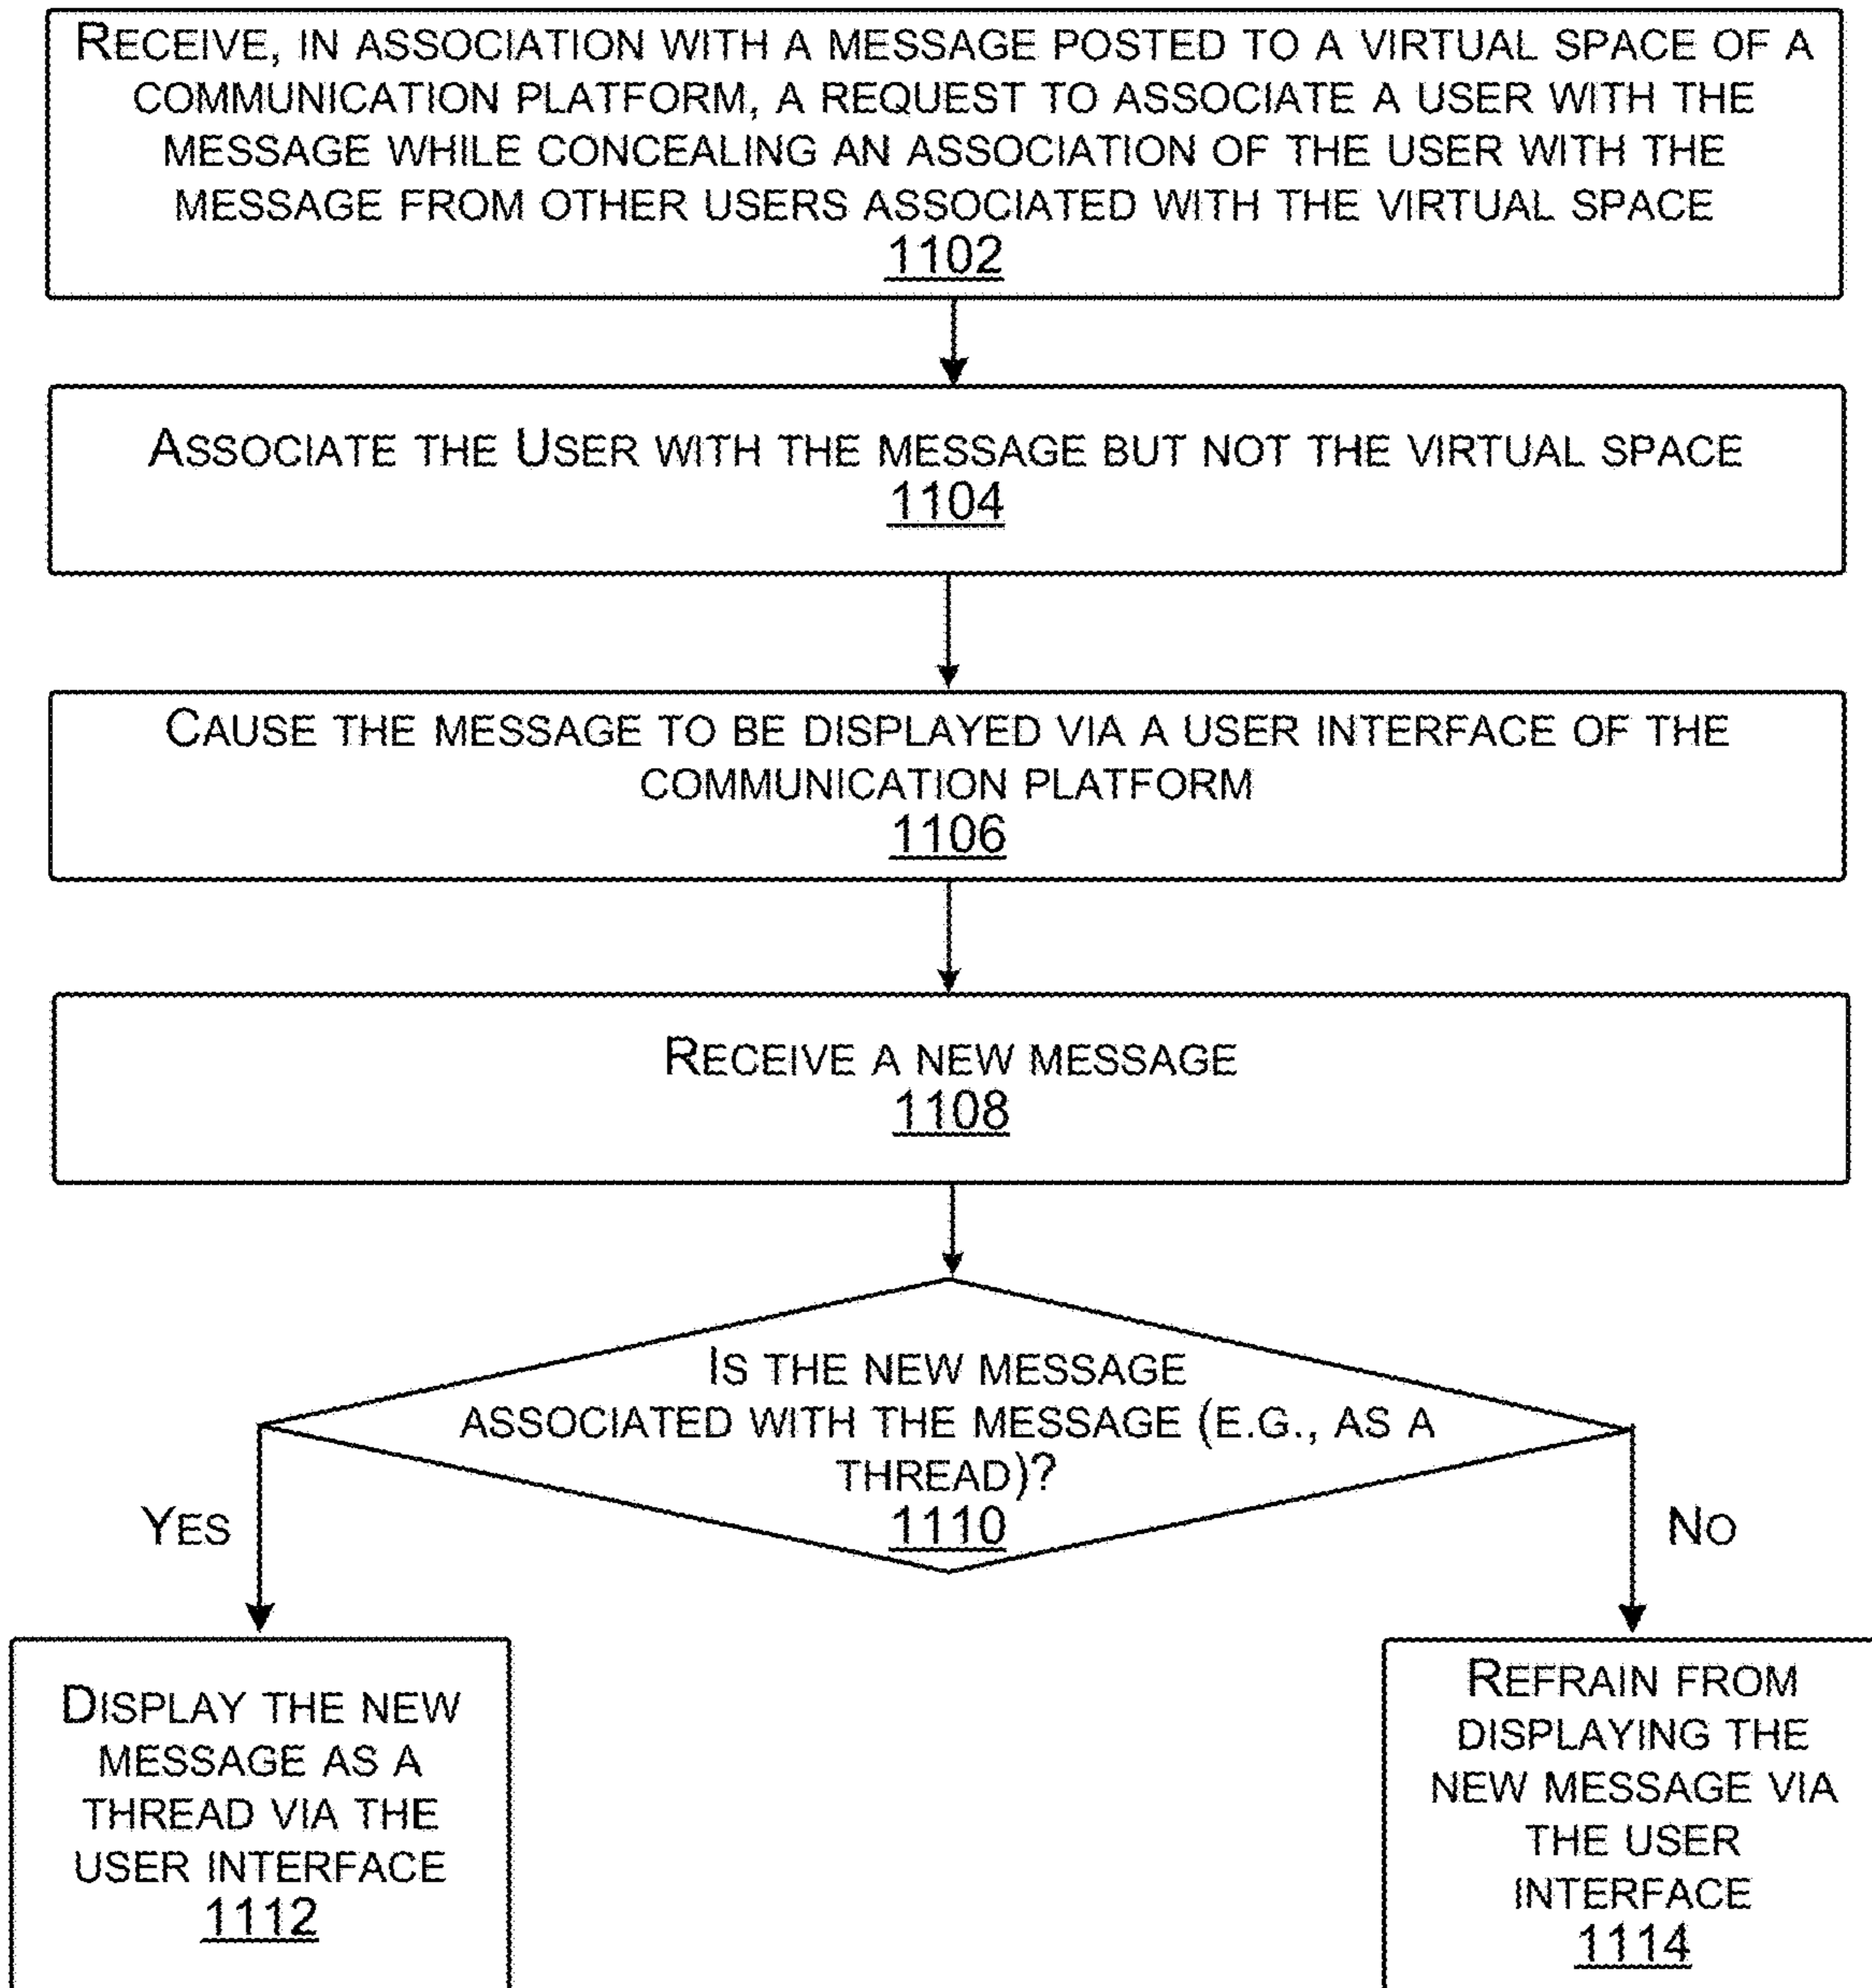 RECEIVE, IN ASSOCIATION WITH A MESSAGE POSTED TO A VIRTUAL SPACE OF A
COMMUNICATION PLATFORM, A REQUEST TO ASSOCIATE A USER WITH THE
MESSAGE WHILE CONCEALING AN ASSOCIATION OF THE USER WITH THE
MESSAGE FROM OTHER USERS ASSOCIATED WITH THE VIRTUAL SPACE
1102
ASSOCIATE THE USER WITH THE MESSAGE BUT NOT THE VIRTUAL SPACE
1104
CAUSE THE MESSAGE TO BE DISPLAYED VIA A USER INTERFACE OF THE
COMMUNICATION PLATFORM
1106
RECEIVE A NEW MESSAGE
1108
IS THE NEW MESSAGE
ASSOCIATED WITH THE MESSAGE (E.G., AS A
THREAD)?
1110
YES
NO
DISPLAY THE NEW
MESSAGE AS A
THREAD VIA THE
USER INTERFACE
1112
REFRAIN FROM
DISPLAYING THE
NEW MESSAGE VIA
THE USER
INTERFACE
1114